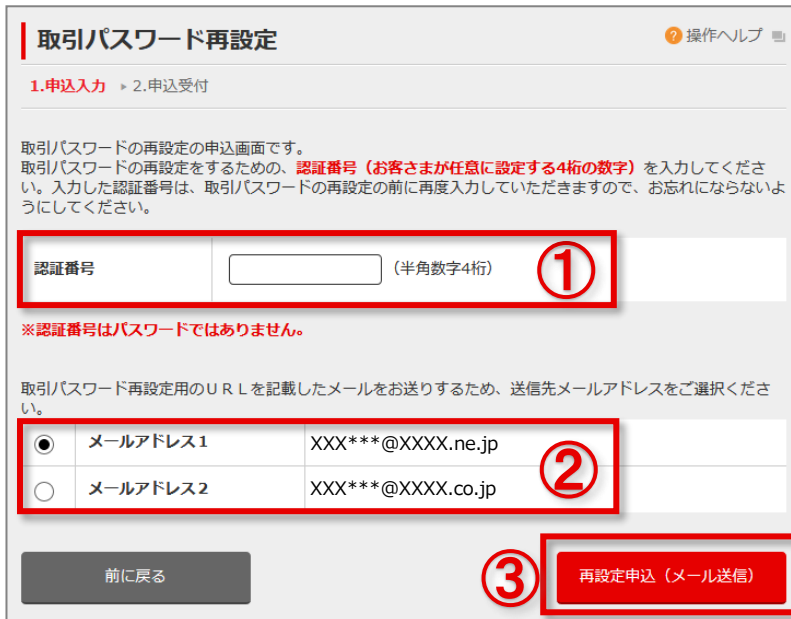 取引パスワード再設定
? 操作ヘルプ
1.申込入力 ▶ 2.申込受付
取引パスワードの再設定の申込画面です。
取引パスワードの再設定をするための、認証番号（お客さまが任意に設定する4桁の数字）を入力してくださ
い。入力した認証番号は、取引パスワードの再設定の前に再度入力していただきますので、お忘れにならないよ
うにしてください。
認証番号 （半角数字4桁） ①
※認証番号はパスワードではありません。
取引パスワード再設定用のＵＲＬを記載したメールをお送りするため、送信先メールアドレスをご選択くださ
い。
メールアドレス1 XXX***@XXXX.ne.jp
②
メールアドレス2 XXX***@XXXX.co.jp
前に戻る ③ 再設定申込（メール送信）